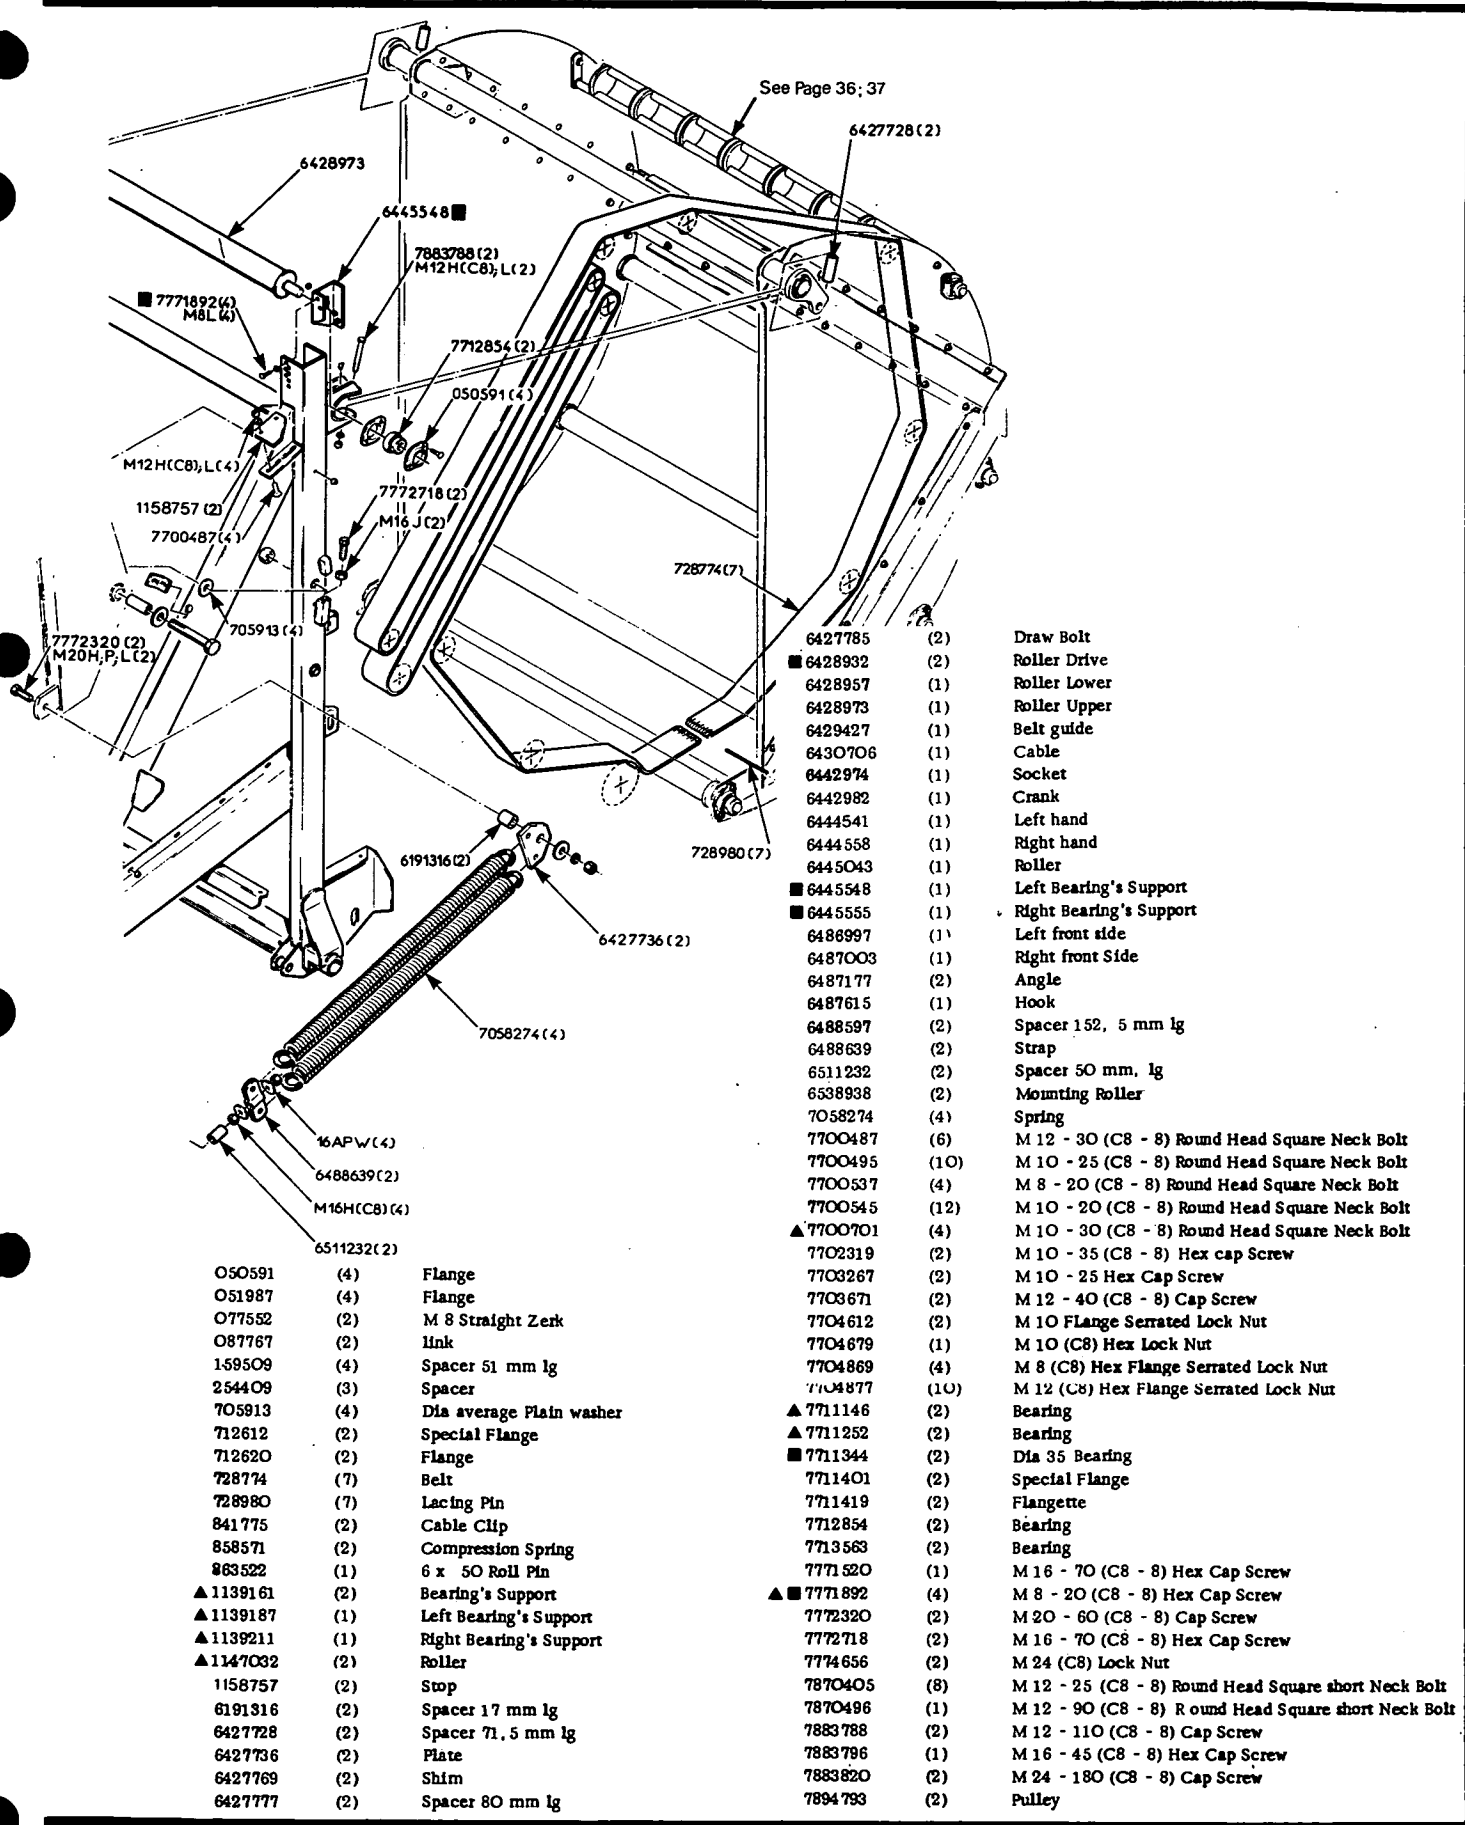 See Page 36; 37
6427728(2)
6428973
6445548■
7883788(2)
M12H(C8),L(2)
■ 7771892(4)
M8L(4)
7712854(2)
050591(4)
M12H(C8),L(4)
7772718(2)
1158757(2)
M16J(2)
7700487(4)
728774(7)
705913(4)
7772320(2)
M20H,P,L(2)
6191316(2)
728980(7)
6427736(2)
7058274(4)
16APW(4)
6488639(2)
M16H(C8)(4)
6511232(2)
050591 (4) Flange
051987 (4) Flange
077552 (2) M 8 Straight Zerk
087767 (2) link
159509 (4) Spacer 51 mm lg
254409 (3) Spacer
705913 (4) Dia average Plain washer
712612 (2) Special Flange
712620 (2) Flange
728774 (7) Belt
728980 (7) Lacing Pin
841775 (2) Cable Clip
858571 (2) Compression Spring
863522 (1) 6 x 50 Roll Pin
▲1139161 (2) Bearing's Support
▲1139187 (1) Left Bearing's Support
▲1139211 (1) Right Bearing's Support
▲1147032 (2) Roller
1158757 (2) Stop
6191316 (2) Spacer 17 mm lg
6427728 (2) Spacer 71,5 mm lg
6427736 (2) Plate
6427769 (2) Shim
6427777 (2) Spacer 80 mm lg
6427785 (2) Draw Bolt
■6428932 (2) Roller Drive
6428957 (1) Roller Lower
6428973 (1) Roller Upper
6429427 (1) Belt guide
6430706 (1) Cable
6442974 (1) Socket
6442982 (1) Crank
6444541 (1) Left hand
6444558 (1) Right hand
6445043 (1) Roller
■6445548 (1) Left Bearing's Support
■6445555 (1) Right Bearing's Support
6486997 (1) Left front side
6487003 (1) Right front Side
6487177 (2) Angle
6487615 (1) Hook
6488597 (2) Spacer 152, 5 mm lg
6488639 (2) Strap
6511232 (2) Spacer 50 mm, lg
6538938 (2) Mounting Roller
7058274 (4) Spring
7700487 (6) M 12 - 30 (C8 - 8) Round Head Square Neck Bolt
7700495 (10) M 10 - 25 (C8 - 8) Round Head Square Neck Bolt
7700537 (4) M 8 - 20 (C8 - 8) Round Head Square Neck Bolt
7700545 (12) M 10 - 20 (C8 - 8) Round Head Square Neck Bolt
▲7700701 (4) M 10 - 30 (C8 - 8) Round Head Square Neck Bolt
7702319 (2) M 10 - 35 (C8 - 8) Hex cap Screw
7703267 (2) M 10 - 25 Hex Cap Screw
7703671 (2) M 12 - 40 (C8 - 8) Cap Screw
7704612 (2) M 10 FLange Serrated Lock Nut
7704679 (1) M 10 (C8) Hex Lock Nut
7704869 (4) M 8 (C8) Hex Flange Serrated Lock Nut
7704877 (10) M 12 (C8) Hex Flange Serrated Lock Nut
▲7711146 (2) Bearing
▲7711252 (2) Bearing
■7711344 (2) Dia 35 Bearing
7711401 (2) Special Flange
7711419 (2) Flangette
7712854 (2) Bearing
7713563 (2) Bearing
7771520 (1) M 16 - 70 (C8 - 8) Hex Cap Screw
▲■7771892 (4) M 8 - 20 (C8 - 8) Hex Cap Screw
7772320 (2) M 20 - 60 (C8 - 8) Cap Screw
7772718 (2) M 16 - 70 (C8 - 8) Hex Cap Screw
7774656 (2) M 24 (C8) Lock Nut
7870405 (8) M 12 - 25 (C8 - 8) Round Head Square short Neck Bolt
7870496 (1) M 12 - 90 (C8 - 8) R ound Head Square short Neck Bolt
7883788 (2) M 12 - 110 (C8 - 8) Cap Screw
7883796 (1) M 16 - 45 (C8 - 8) Hex Cap Screw
7883820 (2) M 24 - 180 (C8 - 8) Cap Screw
7894793 (2) Pulley